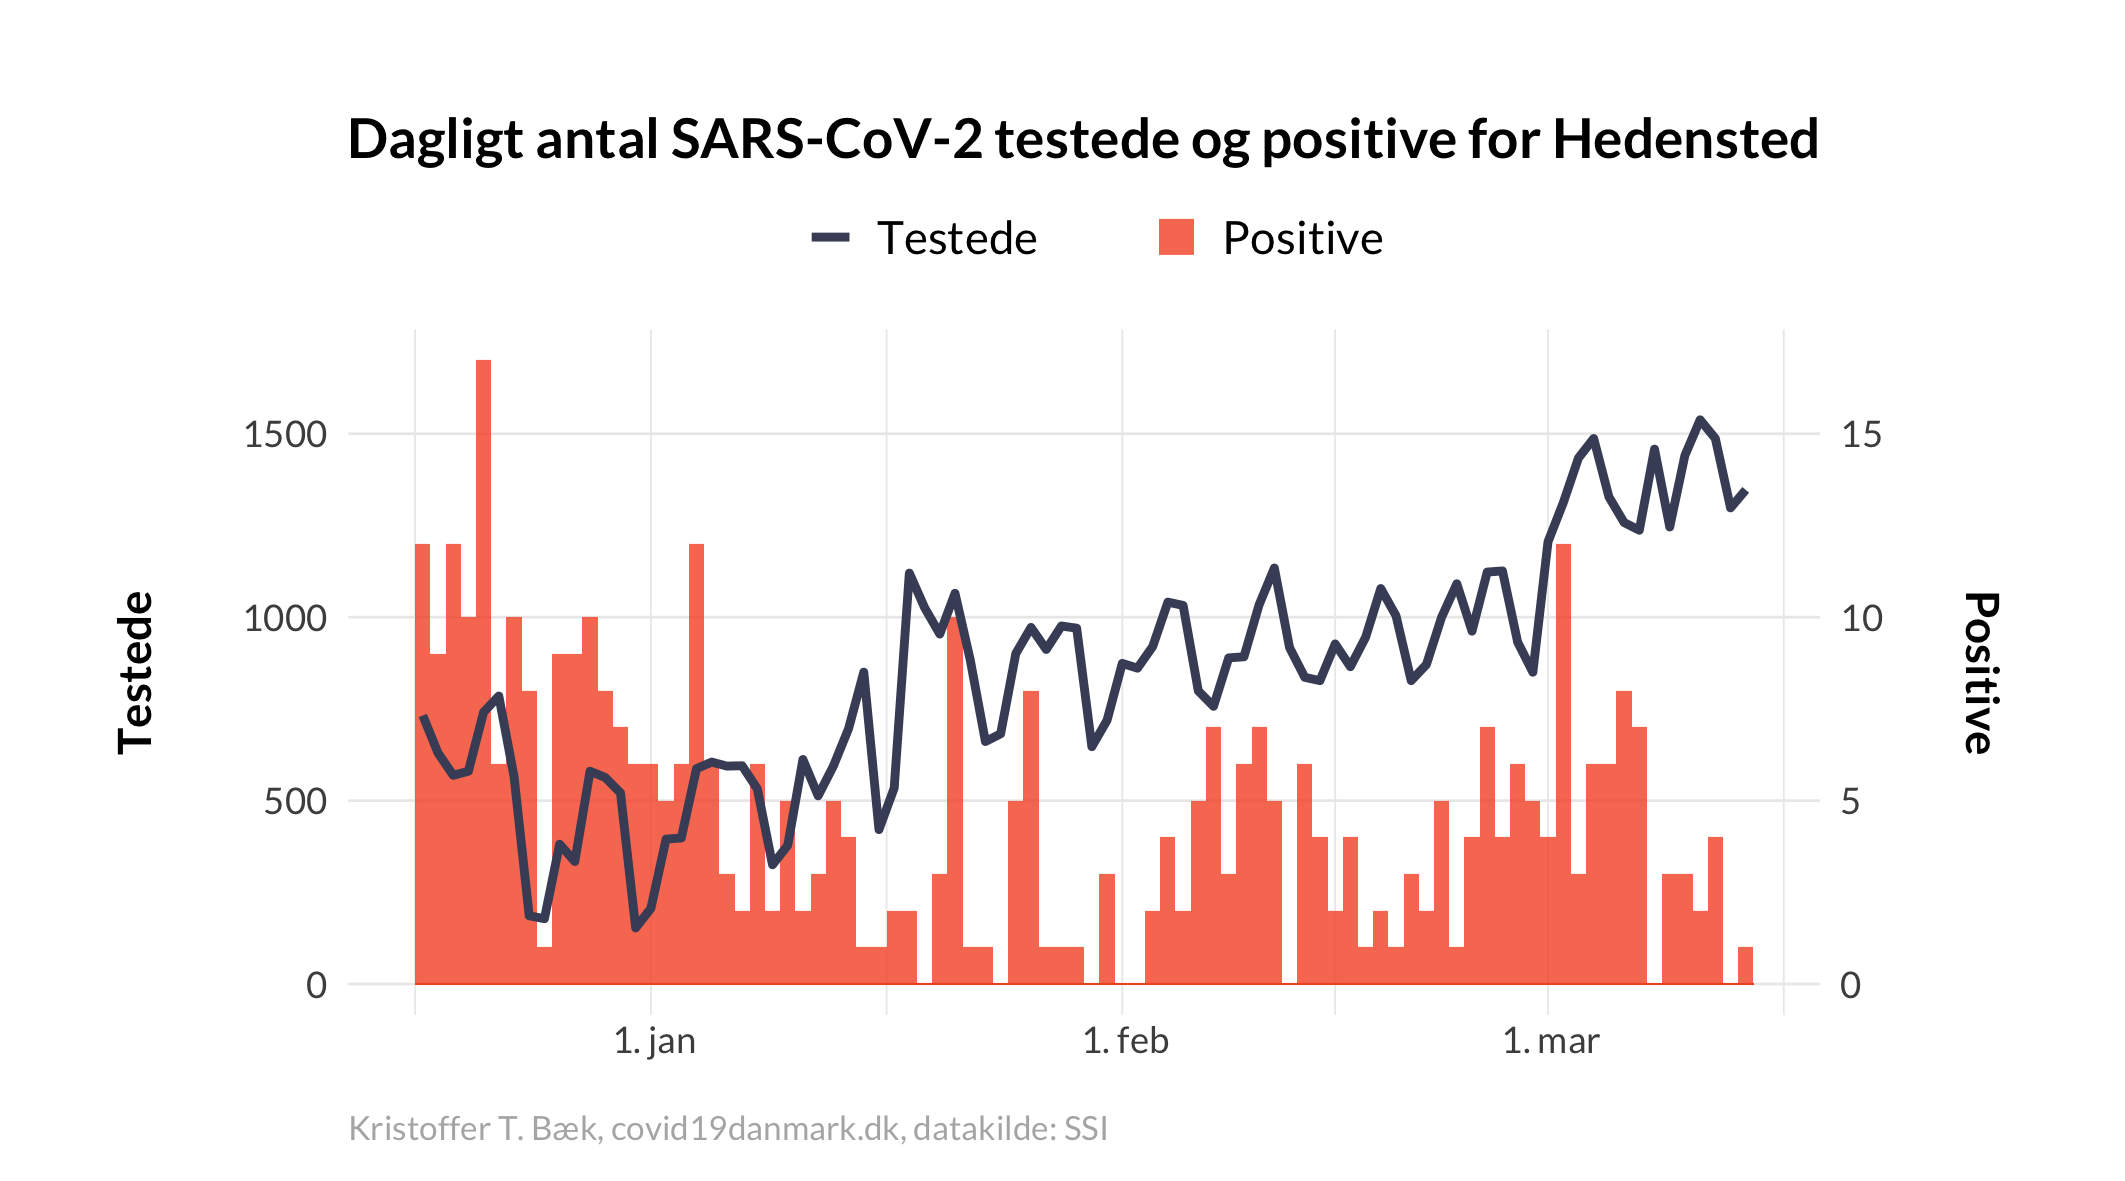 Dagligt antal SARS-CoV-2 testede og positive for Hedensted
Testede
Positive
Testede
1500
1000
500
0
15
10
5
0
Positive
1. jan
1. feb
1. mar
Kristoffer T. Bæk, covid19danmark.dk, datakilde: SSI